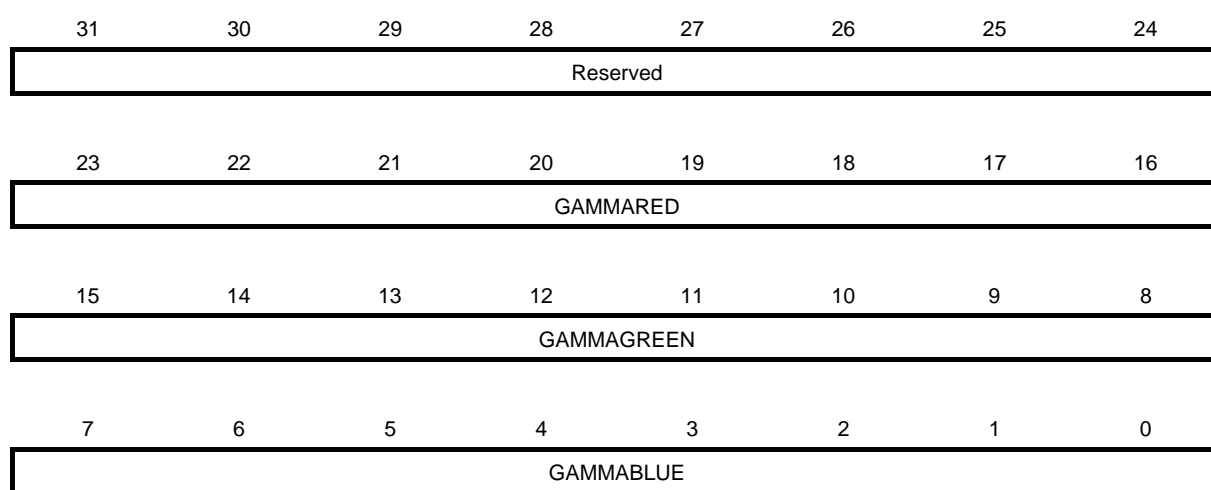 31 30 29 28 27 26 25 24
Reserved
23 22 21 20 19 18 17 16
GAMMARED
15 14 13 12 11 10 9 8
GAMMAGREEN
7 6 5 4 3 2 1 0
GAMMABLUE